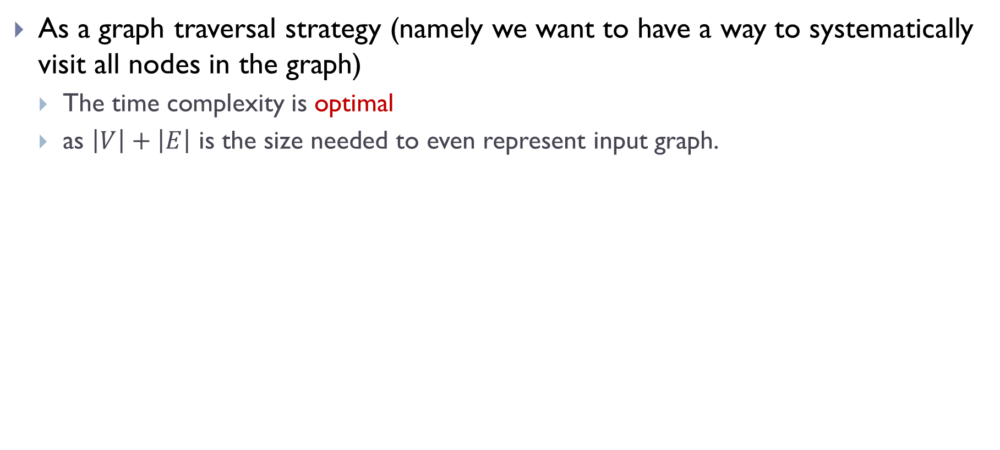 As a graph traversal strategy (namely we want to have a way to systematically
visit all nodes in the graph)
The time complexity is optimal
as |V| + |E| is the size needed to even represent input graph.